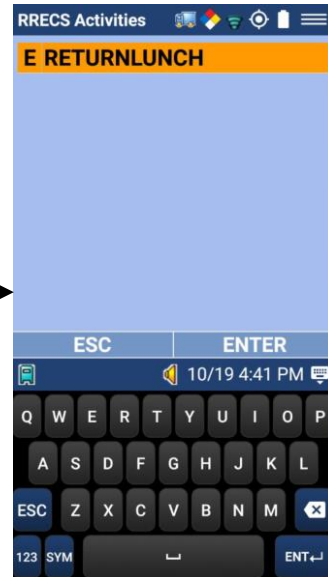 RRECS Activities
E RETURNLUNCH
ESC ENTER
10/19 4:41 PM
Q W E R T Y U I O P
A S D F G H J K L
ESC Z X C V B N M
123 SYM ENT